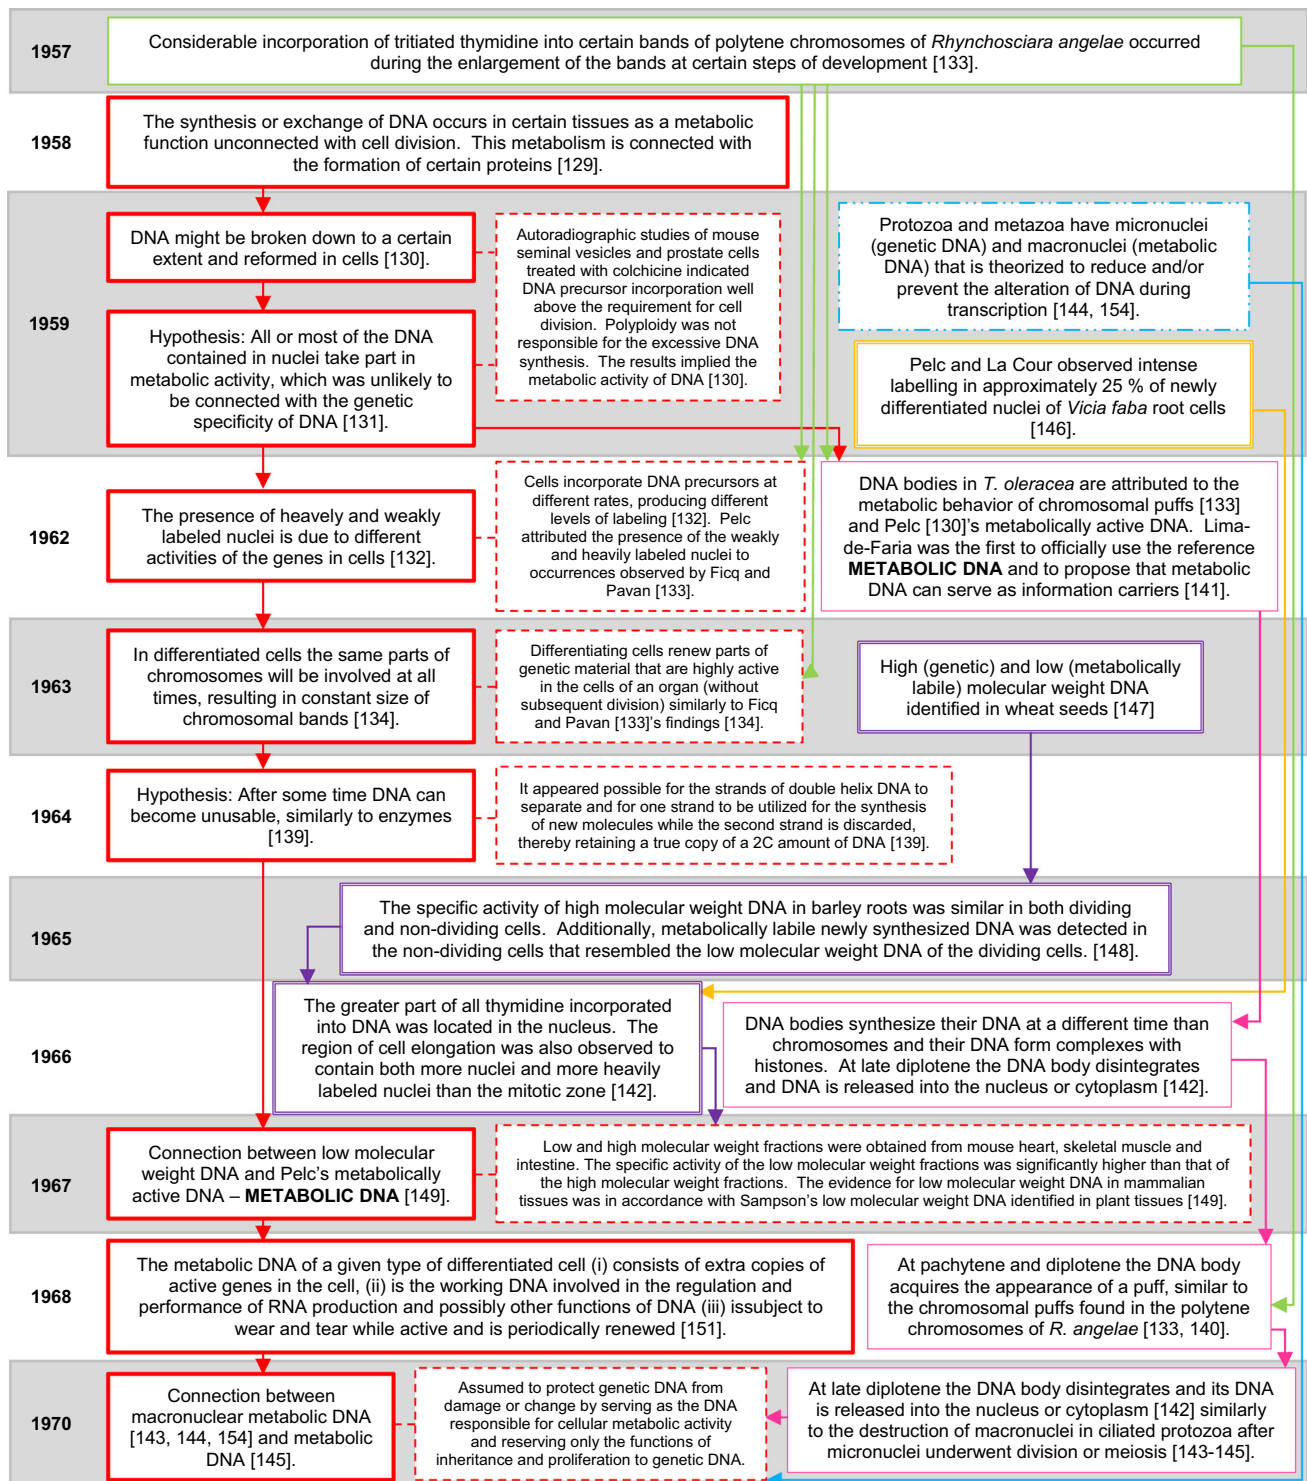 1957
Considerable incorporation of tritiated thymidine into certain bands of polytene chromosomes of Rhynchosciara angelae occurred
during the enlargement of the bands at certain steps of development [133].
1958
The synthesis or exchange of DNA occurs in certain tissues as a metabolic
function unconnected with cell division. This metabolism is connected with
the formation of certain proteins [129].
1959
DNA might be broken down to a certain
extent and reformed in cells [130].
Autoradiographic studies of mouse
seminal vesicles and prostate cells
treated with colchicine indicated
DNA precursor incorporation well
above the requirement for cell
division. Polyploidy was not
responsible for the excessive DNA
synthesis. The results implied the
metabolic activity of DNA [130].
Protozoa and metazoa have micronuclei
(genetic DNA) and macronuclei (metabolic
DNA) that is theorized to reduce and/or
prevent the alteration of DNA during
transcription [144, 154].
Hypothesis: All or most of the DNA
contained in nuclei take part in
metabolic activity, which was unlikely to
be connected with the genetic
specificity of DNA [131].
Pelc and La Cour observed intense
labelling in approximately 25 % of newly
differentiated nuclei of Vicia faba root cells
[146].
1962
The presence of heavely and weakly
labeled nuclei is due to different
activities of the genes in cells [132].
Cells incorporate DNA precursors at
different rates, producing different
levels of labeling [132]. Pelc
attributed the presence of the weakly
and heavily labeled nuclei to
occurrences observed by Ficq and
Pavan [133].
DNA bodies in T. oleracea are attributed to the
metabolic behavior of chromosomal puffs [133]
and Pelc [130]'s metabolically active DNA. Lima-
de-Faria was the first to officially use the reference
METABOLIC DNA and to propose that metabolic
DNA can serve as information carriers [141].
1963
In differentiated cells the same parts of
chromosomes will be involved at all
times, resulting in constant size of
chromosomal bands [134].
Differentiating cells renew parts of
genetic material that are highly active
in the cells of an organ (without
subsequent division) similarly to Ficq
and Pavan [133]'s findings [134].
High (genetic) and low (metabolically
labile) molecular weight DNA
identified in wheat seeds [147]
1964
Hypothesis: After some time DNA can
become unusable, similarly to enzymes
[139].
It appeared possible for the strands of double helix DNA to
separate and for one strand to be utilized for the synthesis
of new molecules while the second strand is discarded,
thereby retaining a true copy of a 2C amount of DNA [139].
1965
The specific activity of high molecular weight DNA in barley roots was similar in both dividing
and non-dividing cells. Additionally, metabolically labile newly synthesized DNA was detected in
the non-dividing cells that resembled the low molecular weight DNA of the dividing cells. [148].
1966
The greater part of all thymidine incorporated
into DNA was located in the nucleus. The
region of cell elongation was also observed to
contain both more nuclei and more heavily
labeled nuclei than the mitotic zone [142].
DNA bodies synthesize their DNA at a different time than
chromosomes and their DNA form complexes with
histones. At late diplotene the DNA body disintegrates
and DNA is released into the nucleus or cytoplasm [142].
1967
Connection between low molecular
weight DNA and Pelc's metabolically
active DNA – METABOLIC DNA [149].
Low and high molecular weight fractions were obtained from mouse heart, skeletal muscle and
intestine. The specific activity of the low molecular weight fractions was significantly higher than that of
the high molecular weight fractions. The evidence for low molecular weight DNA in mammalian
tissues was in accordance with Sampson's low molecular weight DNA identified in plant tissues [149].
1968
The metabolic DNA of a given type of differentiated cell (i) consists of extra copies of
active genes in the cell, (ii) is the working DNA involved in the regulation and
performance of RNA production and possibly other functions of DNA (iii) issubject to
wear and tear while active and is periodically renewed [151].
At pachytene and diplotene the DNA body
acquires the appearance of a puff, similar to
the chromosomal puffs found in the polytene
chromosomes of R. angelae [133, 140].
1970
Connection between
macronuclear metabolic DNA
[143, 144, 154] and metabolic
DNA [145].
Assumed to protect genetic DNA from
damage or change by serving as the DNA
responsible for cellular metabolic activity
and reserving only the functions of
inheritance and proliferation to genetic DNA.
At late diplotene the DNA body disintegrates and its DNA
is released into the nucleus or cytoplasm [142] similarly
to the destruction of macronuclei in ciliated protozoa after
micronuclei underwent division or meiosis [143-145].